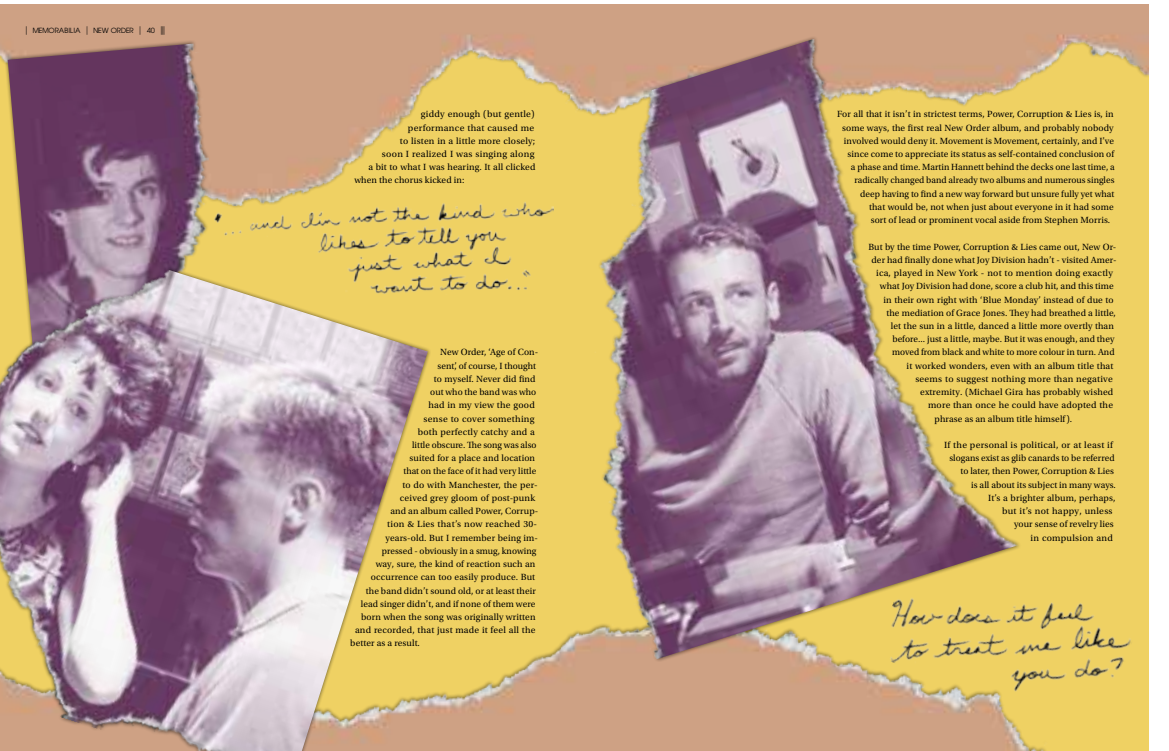 | MEMORABILIA | NEW ORDER | 40 |||
giddy enough (but gentle)
performance that caused me
to listen in a little more closely;
soon I realized I was singing along
a bit to what I was hearing. It all clicked
when the chorus kicked in:
"... and I'm not the kind who
likes to tell you
just what I
want to do..."
New Order, 'Age of Con-
sent', of course, I thought
to myself. Never did find
out who the band was who
had in my view the good
sense to cover something
both perfectly catchy and a
little obscure. The song was also
suited for a place and location
that on the face of it had very little
to do with Manchester, the per-
ceived grey gloom of post-punk
and an album called Power, Corrup-
tion & Lies that's now reached 30-
years-old. But I remember being im-
pressed - obviously in a smug, knowing
way, sure, the kind of reaction such an
occurrence can too easily produce. But
the band didn't sound old, or at least their
lead singer didn't, and if none of them were
born when the song was originally written
and recorded, that just made it feel all the
better as a result.
For all that it isn't in strictest terms, Power, Corruption & Lies is, in
some ways, the first real New Order album, and probably nobody
involved would deny it. Movement is Movement, certainly, and I've
since come to appreciate its status as self-contained conclusion of
a phase and time. Martin Hannett behind the decks one last time, a
radically changed band already two albums and numerous singles
deep having to find a new way forward but unsure fully yet what
that would be, not when just about everyone in it had some
sort of lead or prominent vocal aside from Stephen Morris.
But by the time Power, Corruption & Lies came out, New Or-
der had finally done what Joy Division hadn't - visited Amer-
ica, played in New York - not to mention doing exactly
what Joy Division had done, score a club hit, and this time
in their own right with 'Blue Monday' instead of due to
the mediation of Grace Jones. They had breathed a little,
let the sun in a little, danced a little more overtly than
before... just a little, maybe. But it was enough, and they
moved from black and white to more colour in turn. And
it worked wonders, even with an album title that
seems to suggest nothing more than negative
extremity. (Michael Gira has probably wished
more than once he could have adopted the
phrase as an album title himself).
If the personal is political, or at least if
slogans exist as glib canards to be referred
to later, then Power, Corruption & Lies
is all about its subject in many ways.
It's a brighter album, perhaps,
but it's not happy, unless
your sense of revelry lies
in compulsion and
How does it feel
to treat me like
you do?